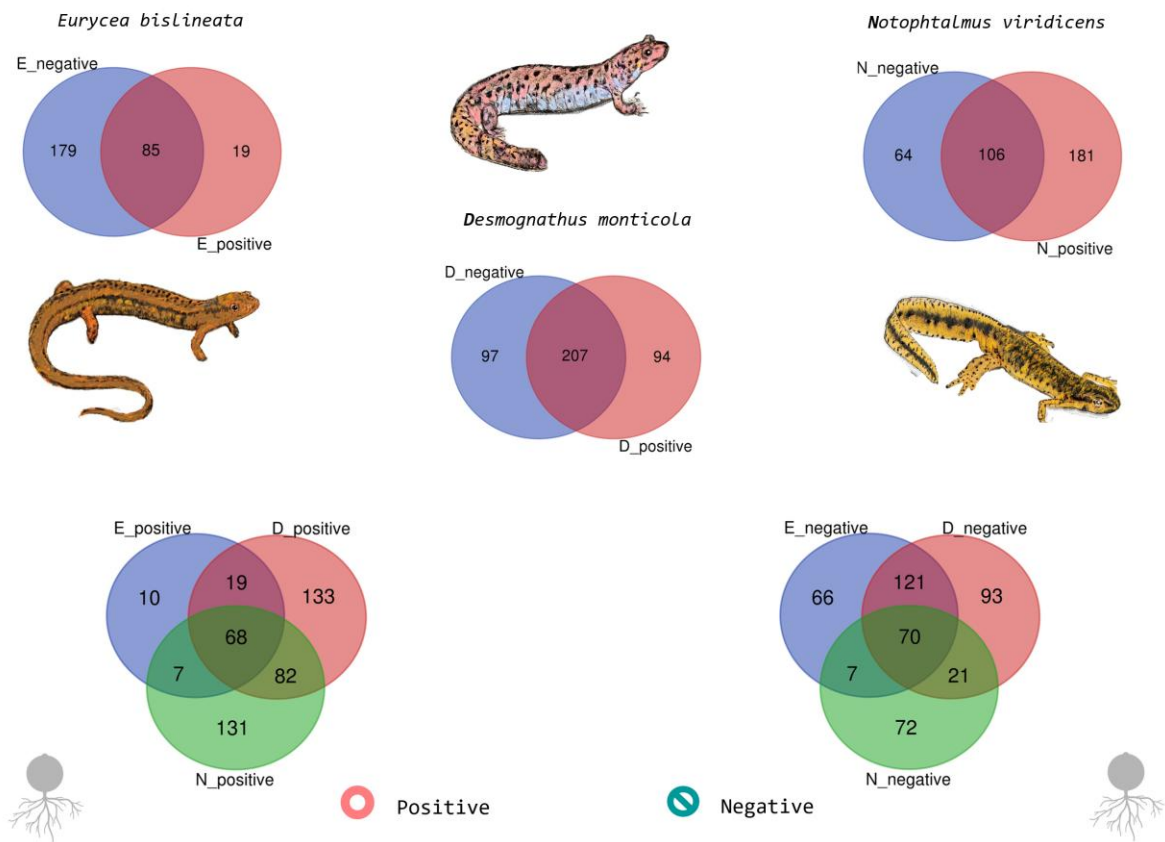 Eurycea bislineata
Notophtalmus viridicens
E_negative
179
85
19
E_positive
N_negative
64
106
181
N_positive
Desmognathus monticola
D_negative
97
207
94
D_positive
E_positive
D_positive
10
19
133
68
7
82
131
N_positive
E_negative
D_negative
66
121
93
70
7
21
72
N_negative
Positive
Negative